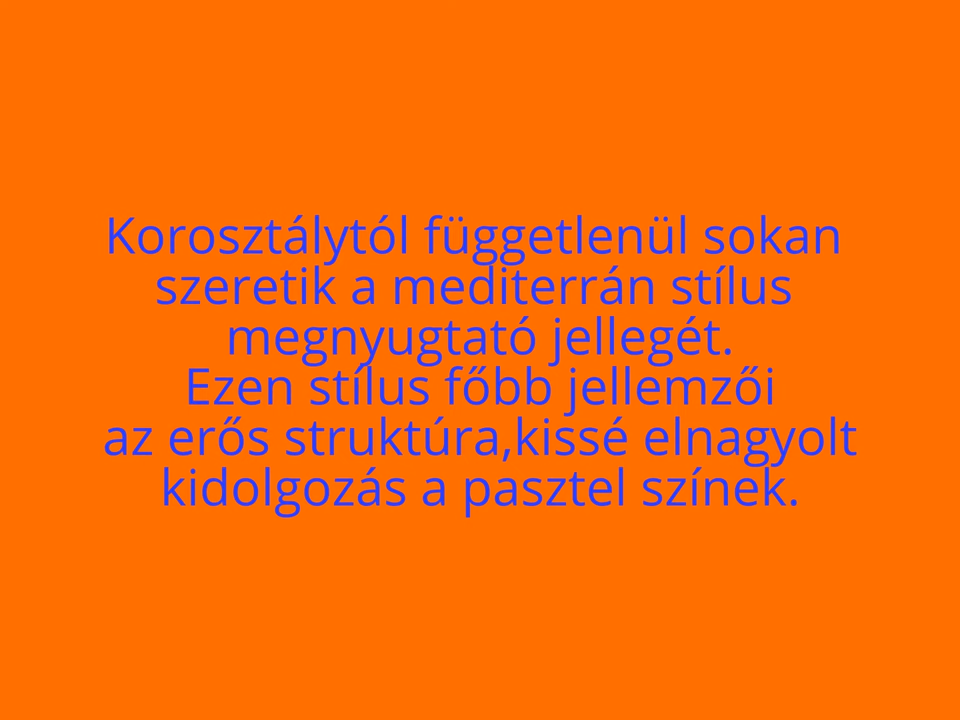 Korosztálytól függetlenül sokan
szeretik a mediterrán stílus
megnyugtató jellegét.
Ezen stílus főbb jellemzői
az erős struktúra,kissé elnagyolt
kidolgozás a pasztel színek.